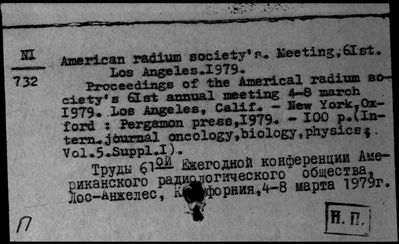 XI
732
American radium society's. Meeting,61st.
Los Angeles.1979.
Proceedings of the Americal radium so-
ciety's 61st annual meeting 4-8 march
1979. Los Angeles, Calif. - New York,Ox-
ford : Pergamon press,1979. - 100 p.(In-
tern.journal oncology,biology,physics;
Vol.5.Suppl.I).
Труды 61ой Ежегодной конференции Аме-
риканского радиологического общества,
Лос-Анжелес, К форния,4-8 марта 1979г.
П
Н.П.